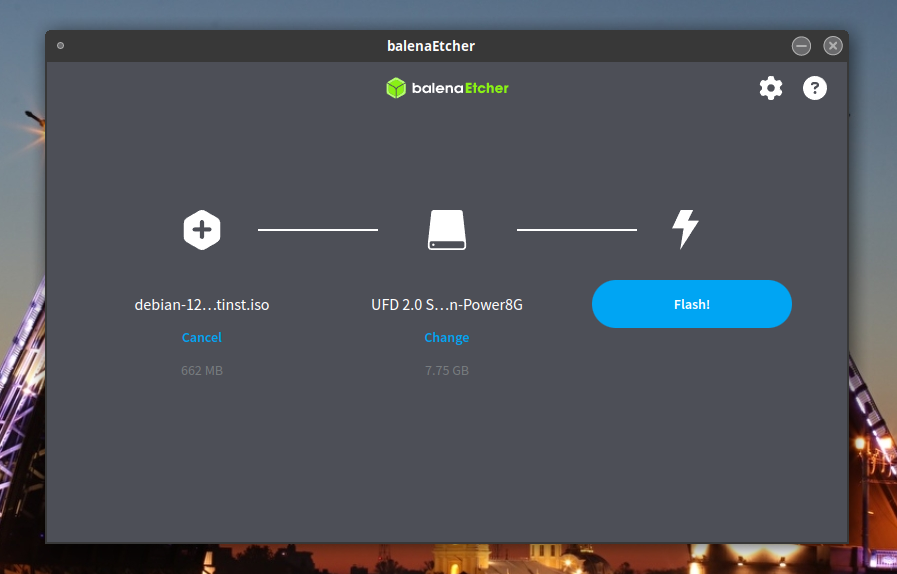 balenaEtcher
balenaEtcher
?
debian-12...tinst.iso
Cancel
662 MB
UFD 2.0 S...n-Power8G
Change
7.75 GB
Flash!